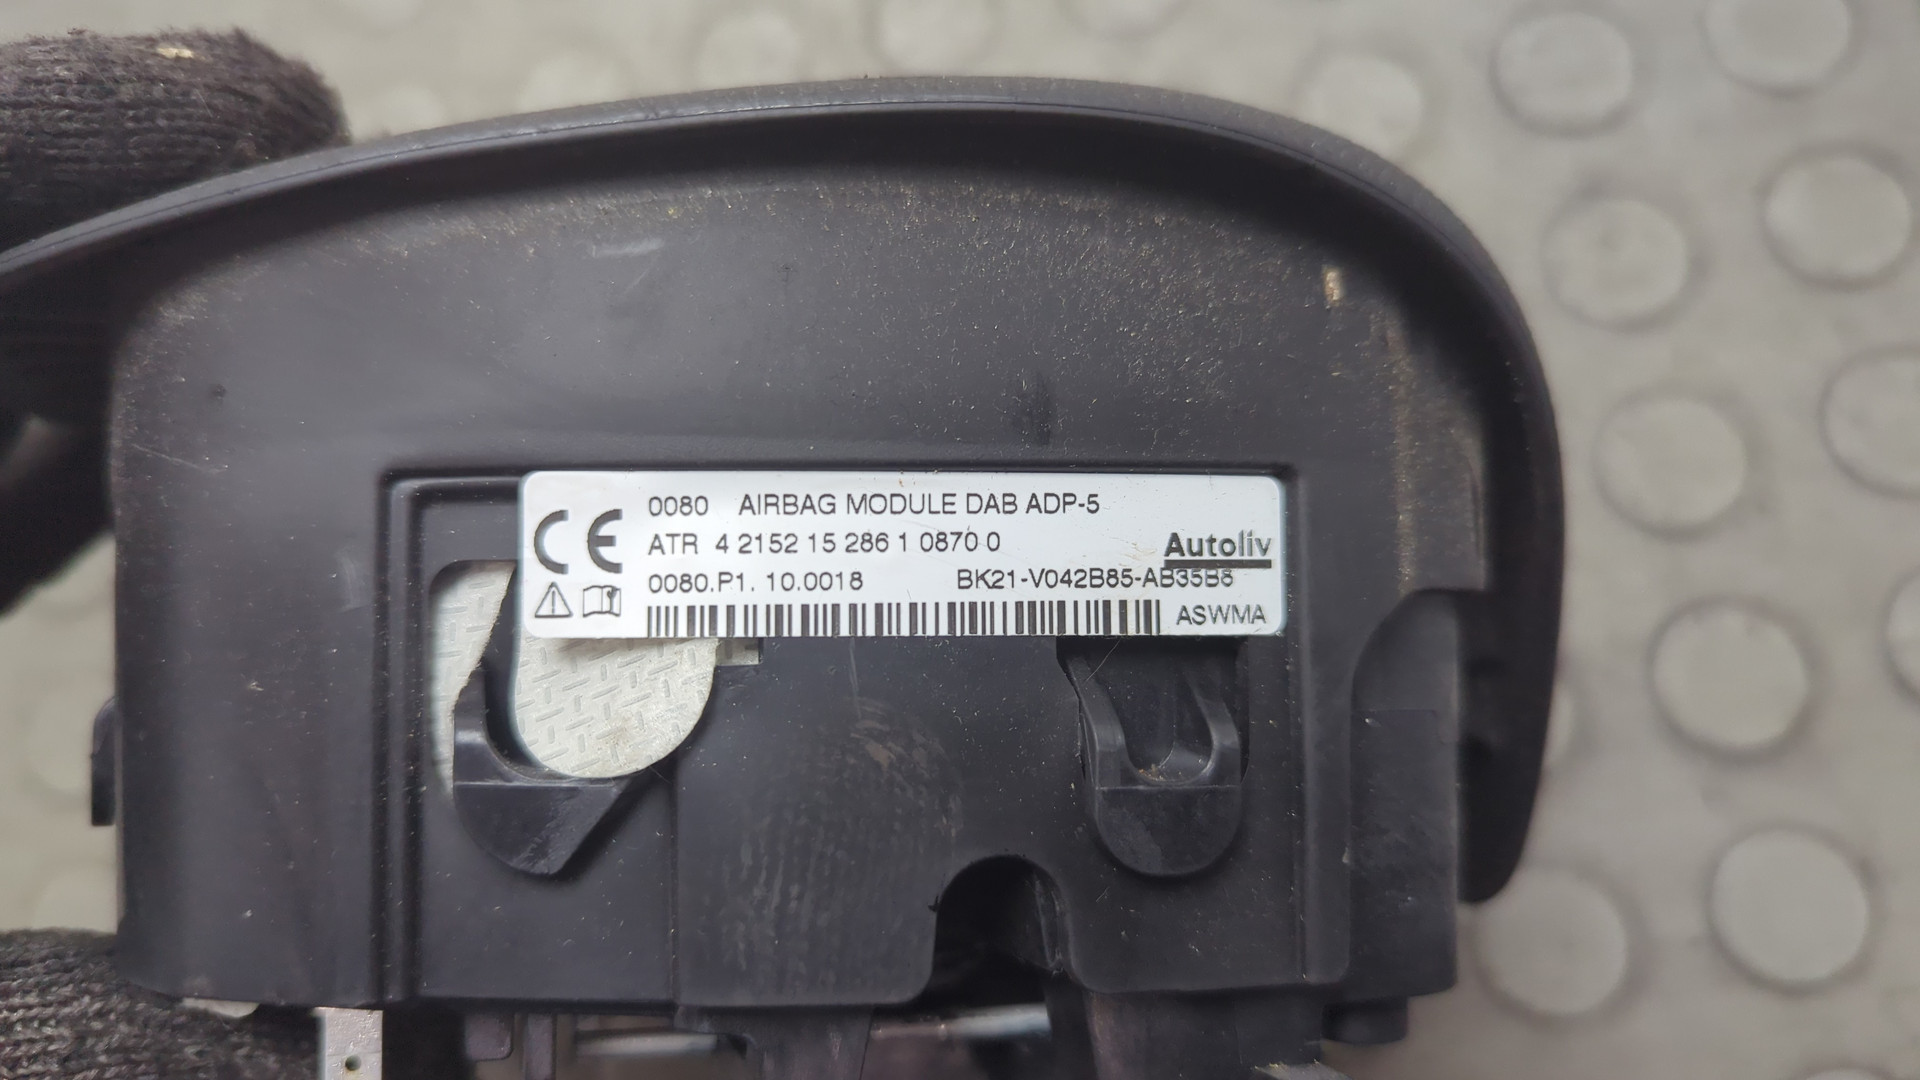 CE 0080 AIRBAG MODULE DAB ADP-5
ATR 4 2152 15 286 1 0870 0
Autoliv
0080.P1. 10.0018 BK21-V042B85-AB35B8
ASWMA